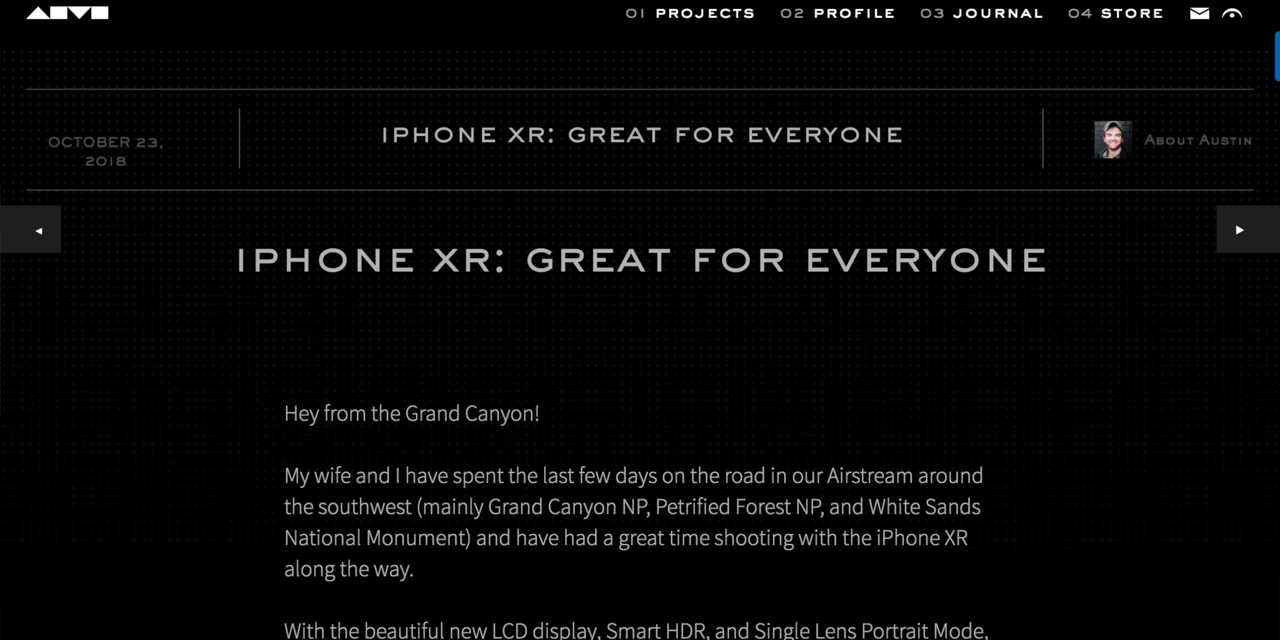 01 PROJECTS 02 PROFILE 03 JOURNAL 04 STORE
OCTOBER 23,
2018
IPHONE XR: GREAT FOR EVERYONE
ABOUT AUSTIN
IPHONE XR: GREAT FOR EVERYONE
Hey from the Grand Canyon!
My wife and I have spent the last few days on the road in our Airstream around
the southwest (mainly Grand Canyon NP, Petrified Forest NP, and White Sands
National Monument) and have had a great time shooting with the iPhone XR
along the way.
With the beautiful new LCD display, Smart HDR, and Single Lens Portrait Mode,